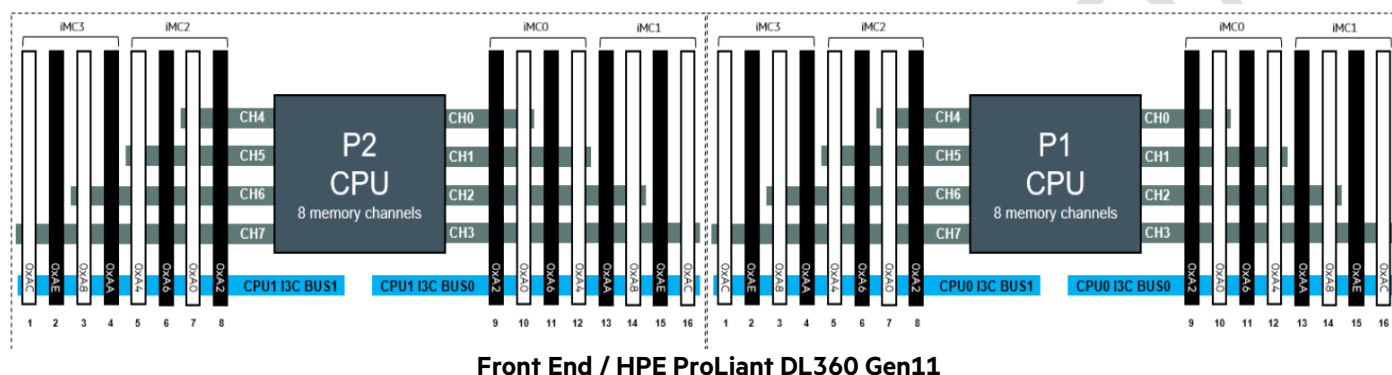 iMC3 iMC2 iMC0 iMC1 iMC3 iMC2 iMC0 iMC1
CH4 CH0 CH4 CH0
P2 P1
CH5 CH1 CH5 CH1
CPU CPU
CH6 CH2 CH6 CH2
8 memory channels 8 memory channels
CH7 CH3 CH7 CH3
0xAC 0xAE 0xA8 0xAA 0xA4 0xA6 0xA0 0xA2 0xA2 0xA0 0xA6 0xA4 0xAA 0xA8 0xAE 0xAC 0xAC 0xAE 0xA8 0xAA 0xA4 0xA6 0xA0 0xA2 0xA2 0xA0 0xA6 0xA4 0xAA 0xA8 0xAE 0xAC
CPU1 I3C BUS1 CPU1 I3C BUS0 CPU0 I3C BUS1 CPU0 I3C BUS0
1 2 3 4 5 6 7 8 9 10 11 12 13 14 15 16 1 2 3 4 5 6 7 8 9 10 11 12 13 14 15 16
Front End / HPE ProLiant DL360 Gen11